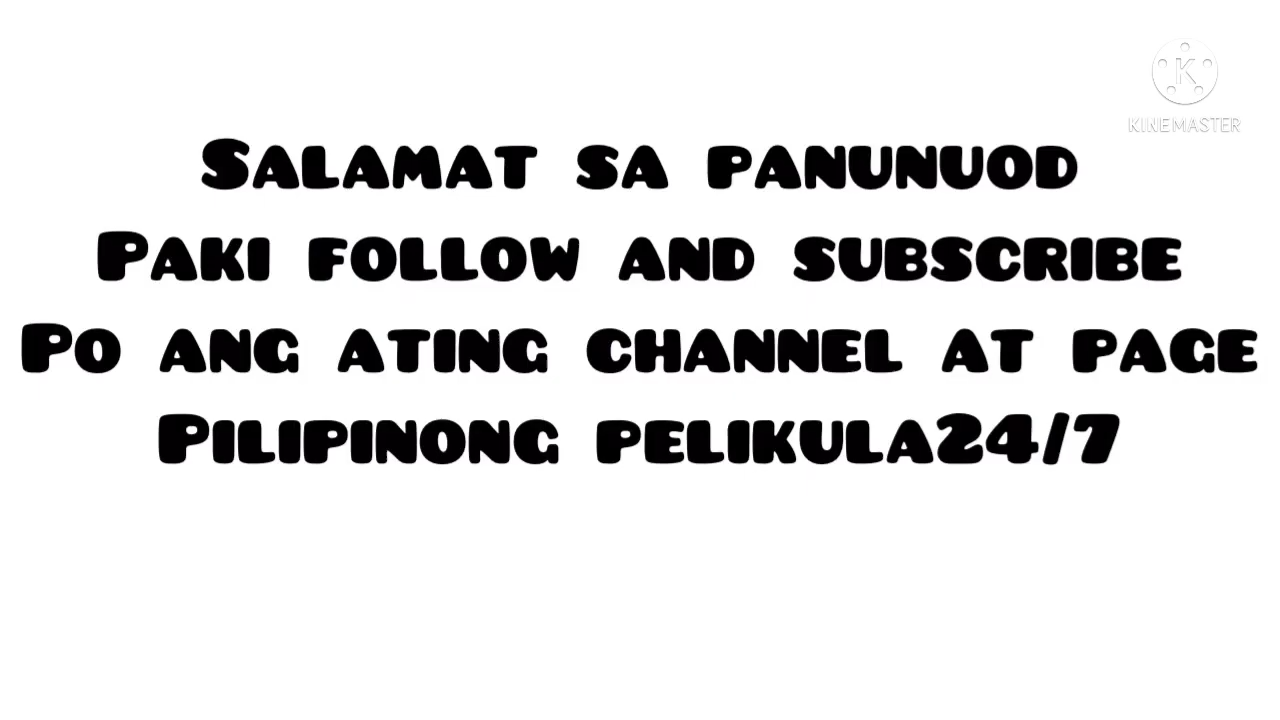 K
KINEMASTER
Salamat sa panunuod
Paki follow and subscribe
Po ang ating channel at page
Pilipinong pelikula24/7